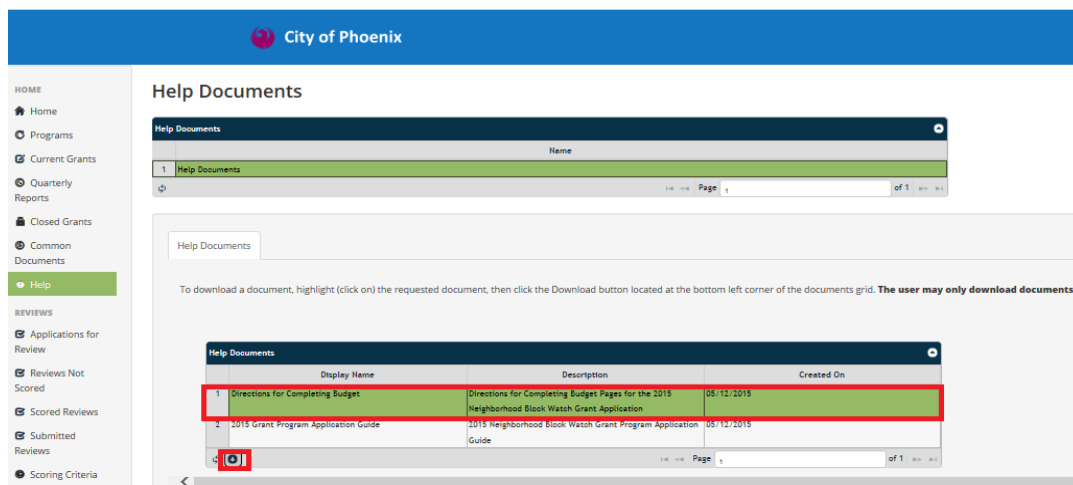 City of Phoenix
HOME
Home
Programs
Current Grants
Quarterly
Reports
Closed Grants
Common
Documents
Help
REVIEWS
Applications for
Review
Reviews Not
Scored
Scored Reviews
Submitted
Reviews
Scoring Criteria
Help Documents
Help Documents
Name
1 Help Documents
Page 1 of 1
Help Documents
To download a document, highlight (click on) the requested document, then click the Download button located at the bottom left corner of the documents grid. The user may only download documents
Help Documents
Display Name Description Created On
1 Directions for Completing Budget Directions for Completing Budget Pages for the 2015 05/12/2015
Neighborhood Block Watch Grant Application
2 2015 Grant Program Application Guide 2015 Neighborhood Block Watch Grant Program Application 05/12/2015
Guide
Page 1 of 1